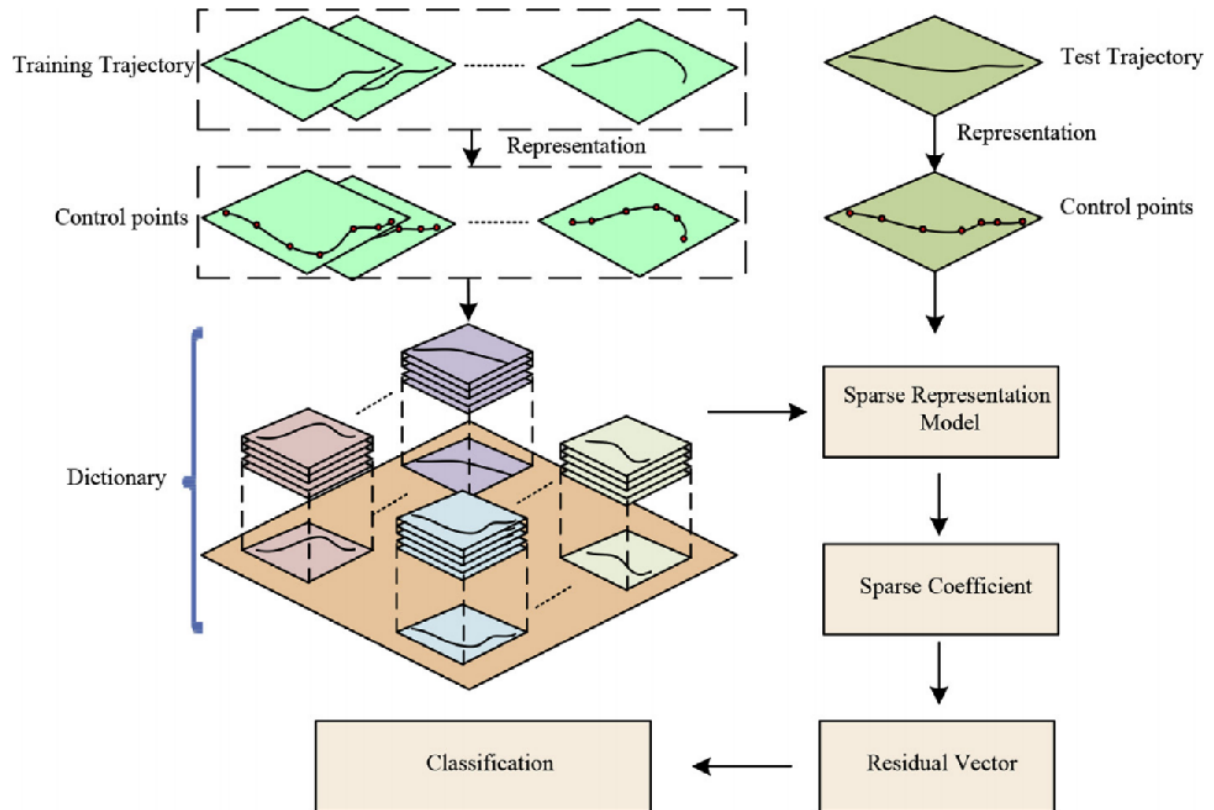 Training Trajectory
Test Trajectory
Representation
Representation
Control points
Control points
Dictionary
Sparse Representation
Model
Sparse Coefficient
Classification
Residual Vector